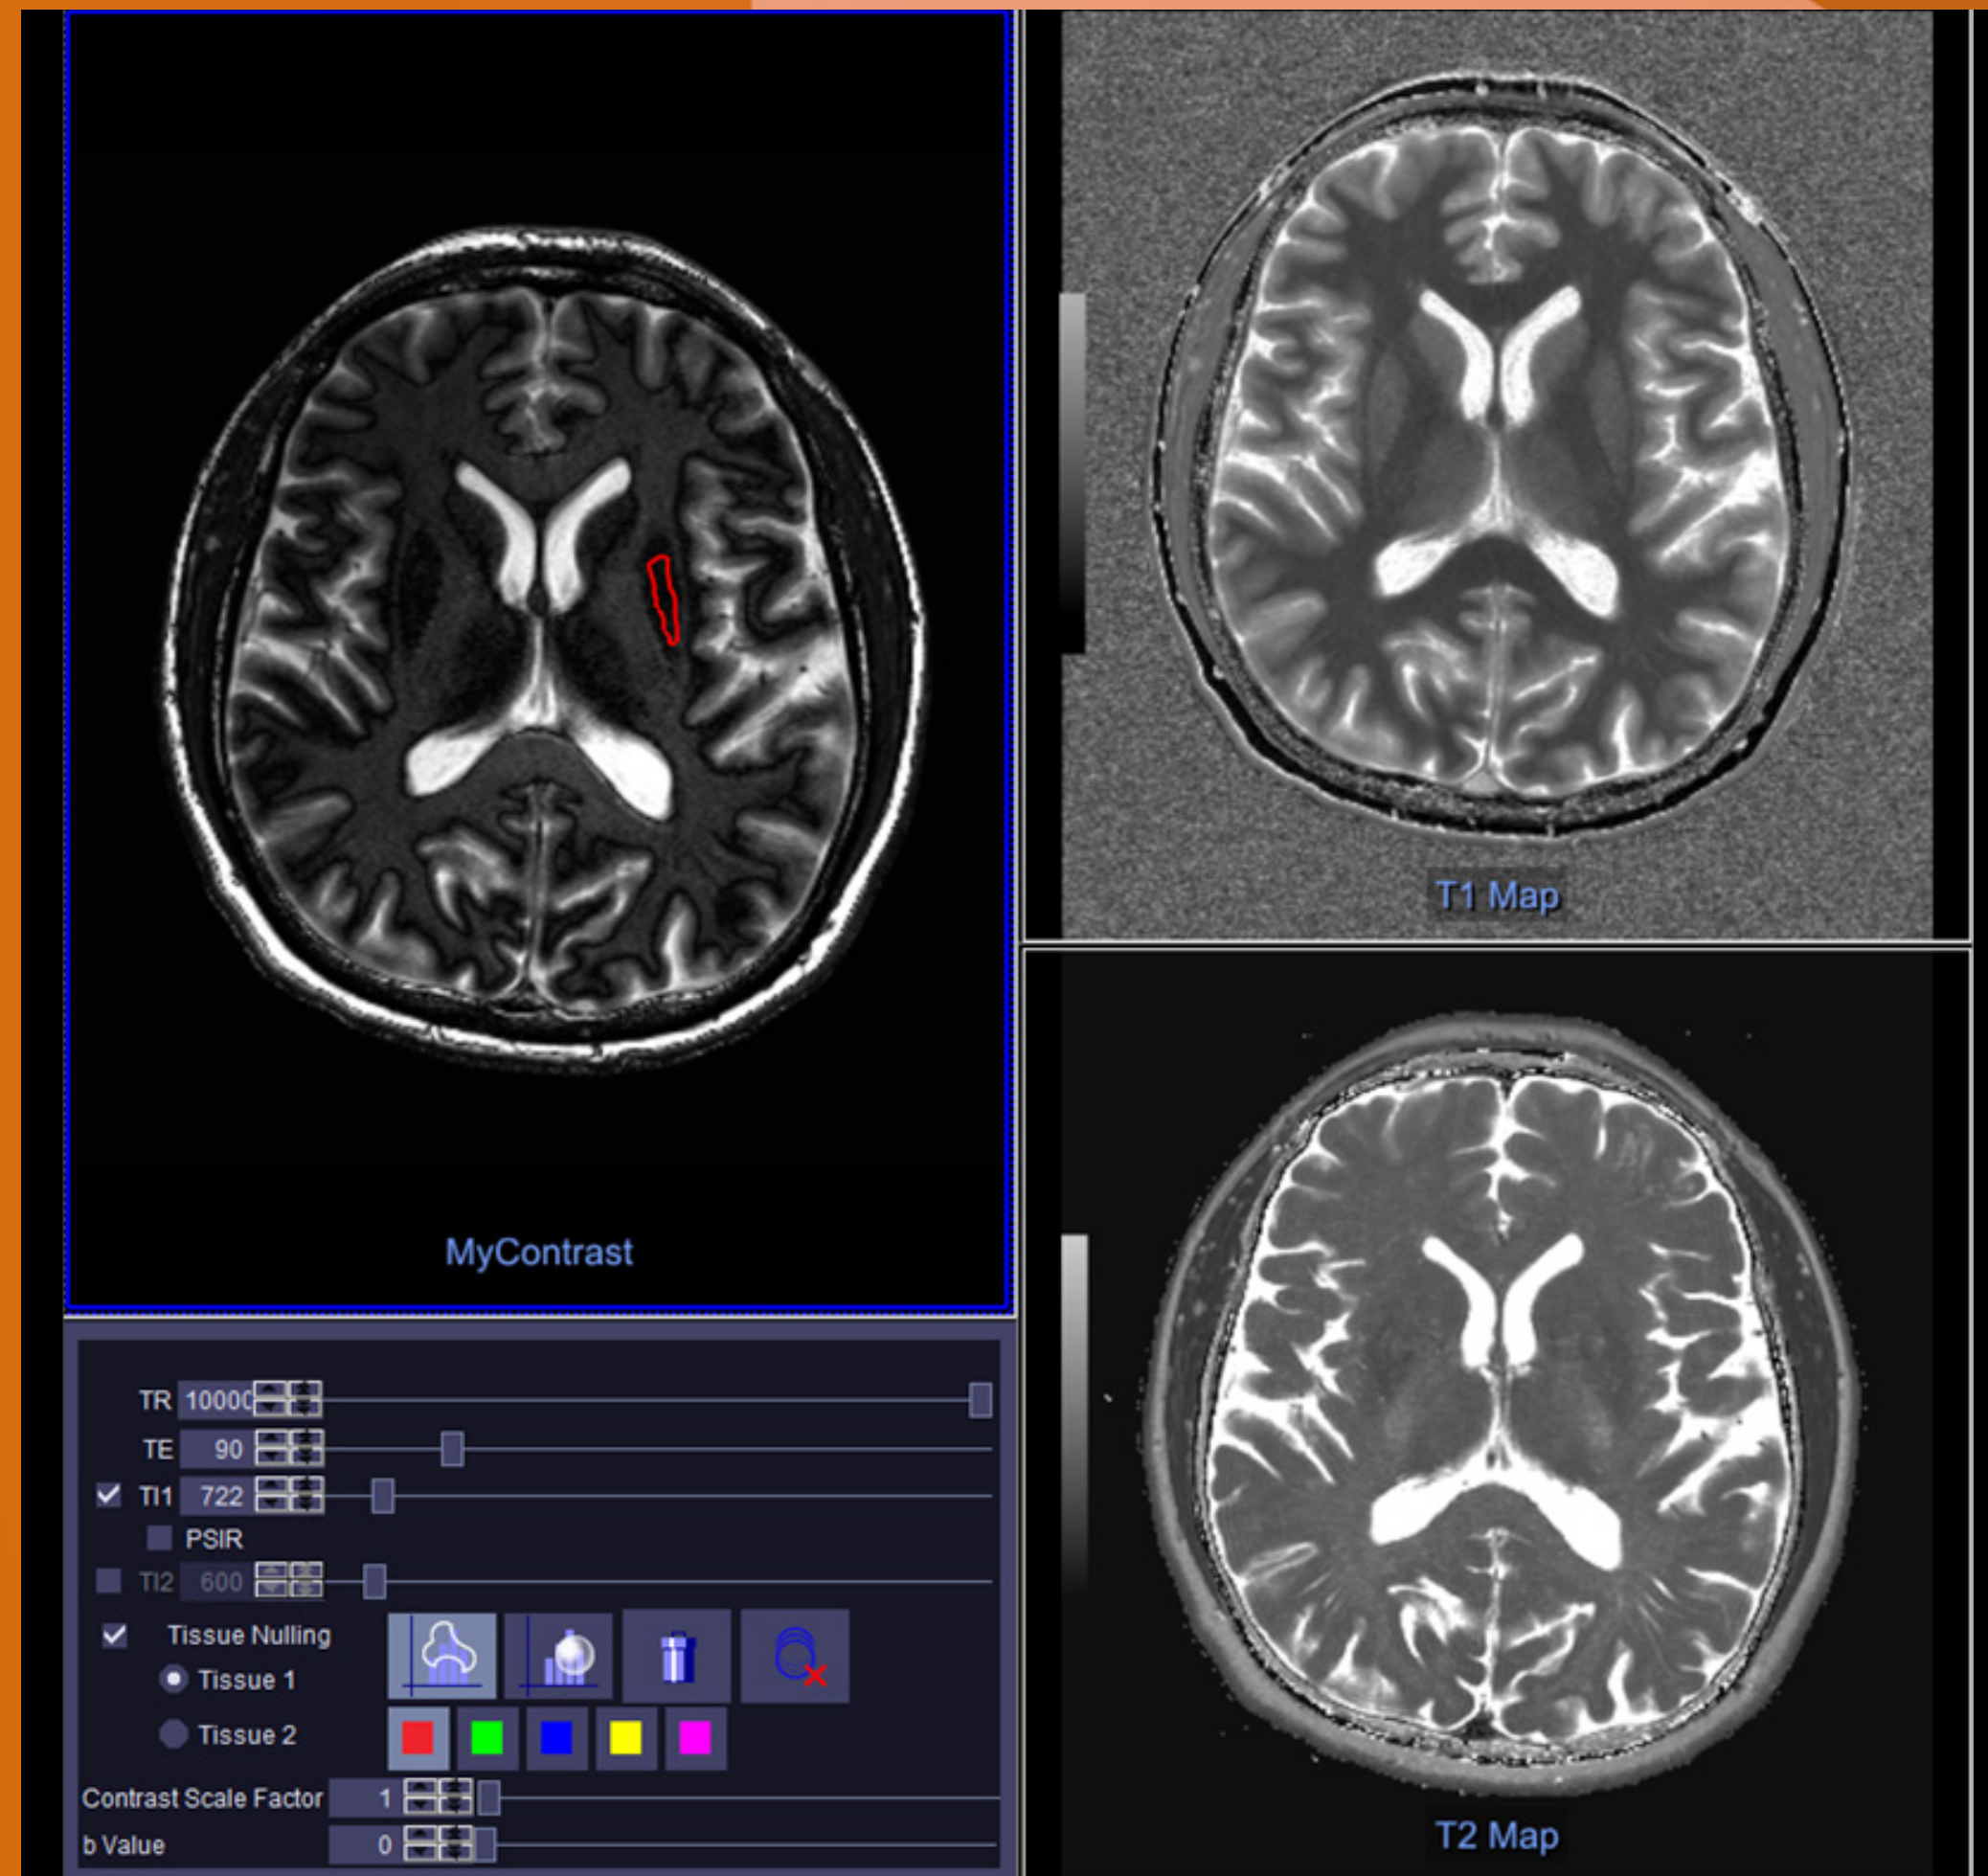 MyContrast
TR 10000
TE 90
TI1 722
PSIR
TI2 600
Tissue Nulling
Tissue 1
Tissue 2
Contrast Scale Factor 1
b Value 0
T1 Map
T2 Map